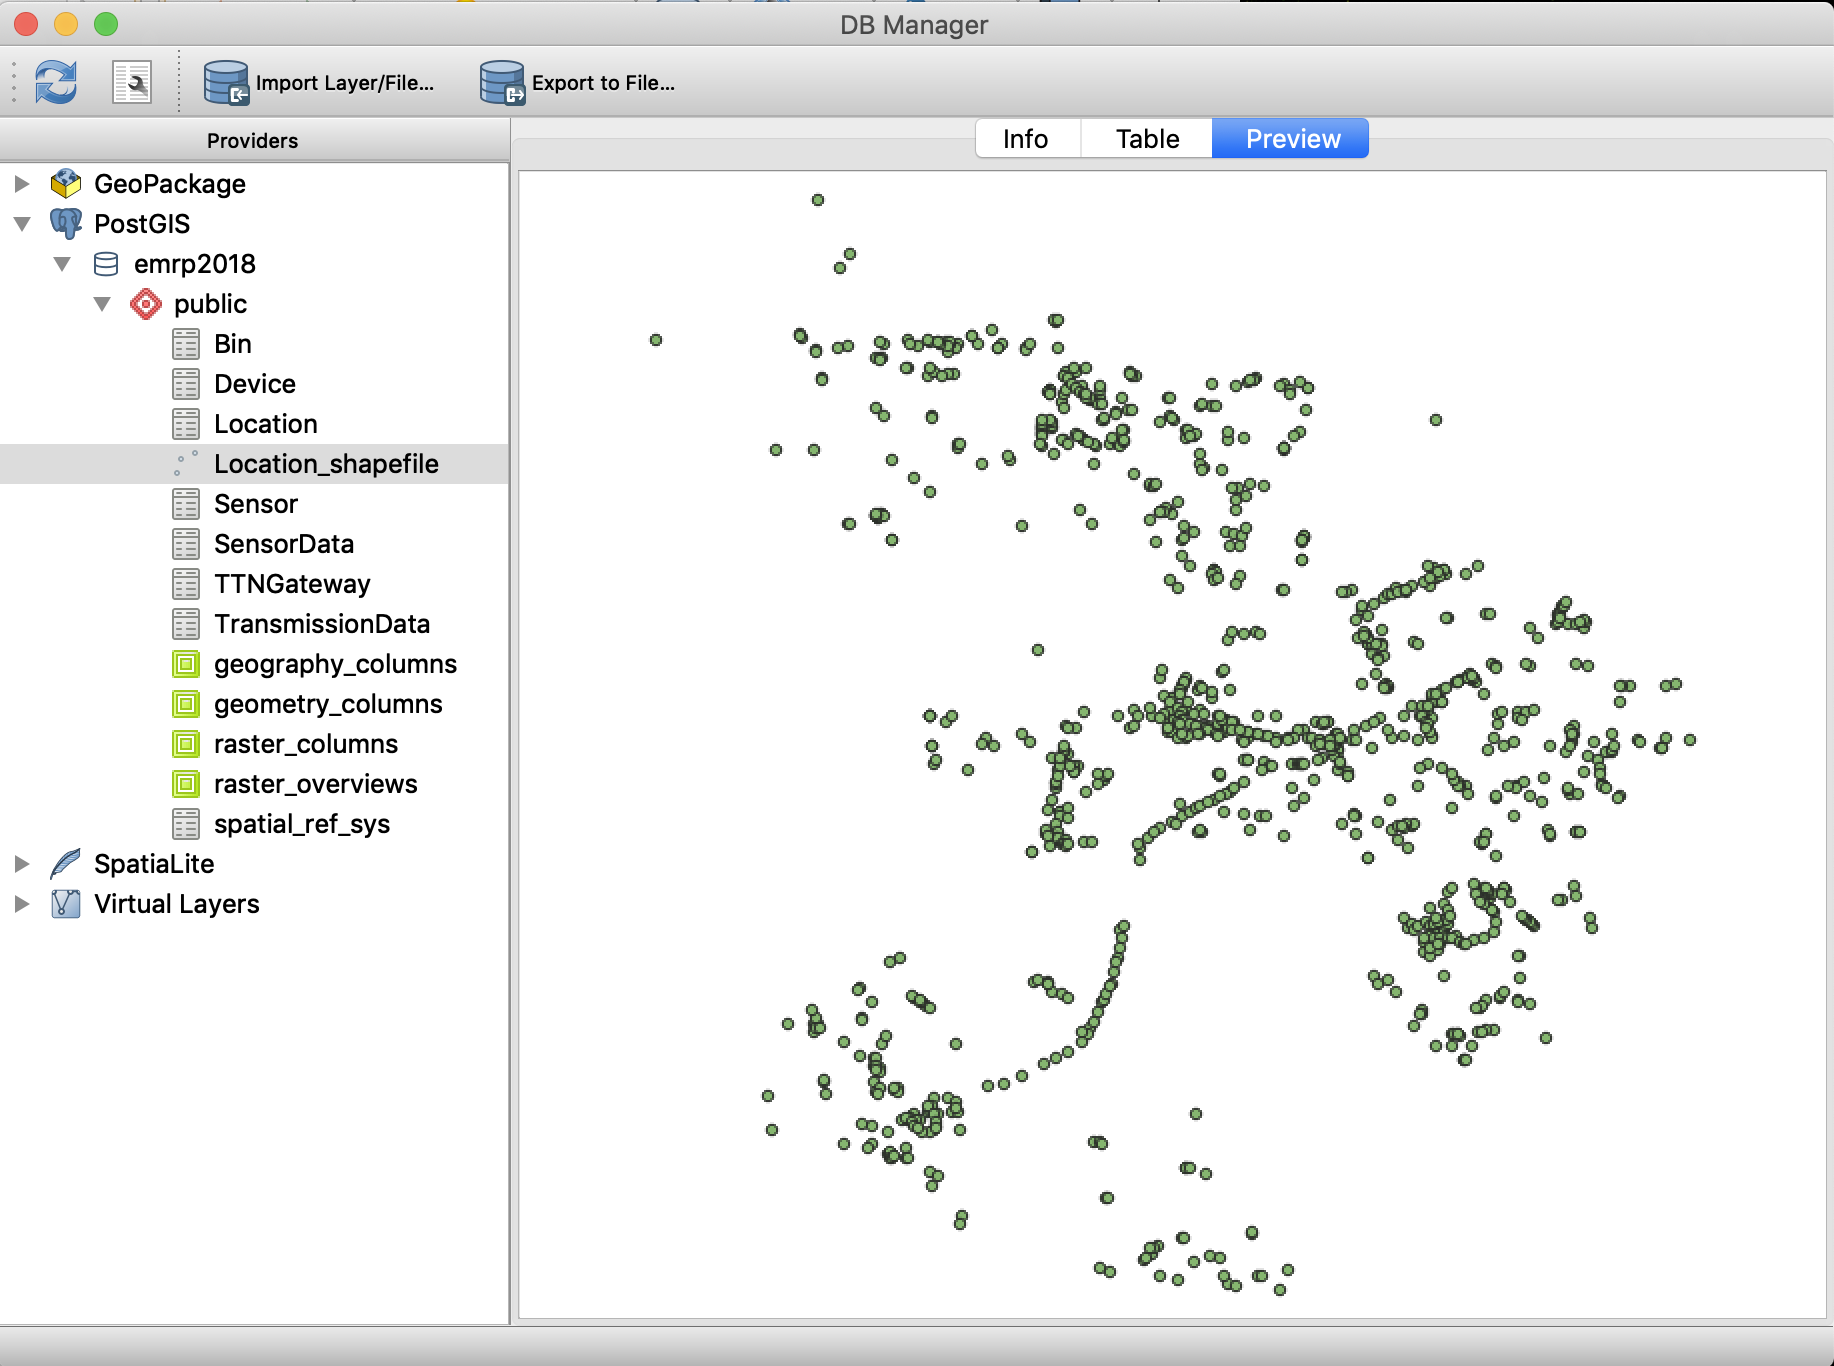 DB Manager
Import Layer/File...
Export to File...
Providers
Info
Table
Preview
GeoPackage
PostGIS
emrp2018
public
Bin
Device
Location
Location_shapefile
Sensor
SensorData
TTNGateway
TransmissionData
geography_columns
geometry_columns
raster_columns
raster_overviews
spatial_ref_sys
SpatiaLite
Virtual Layers